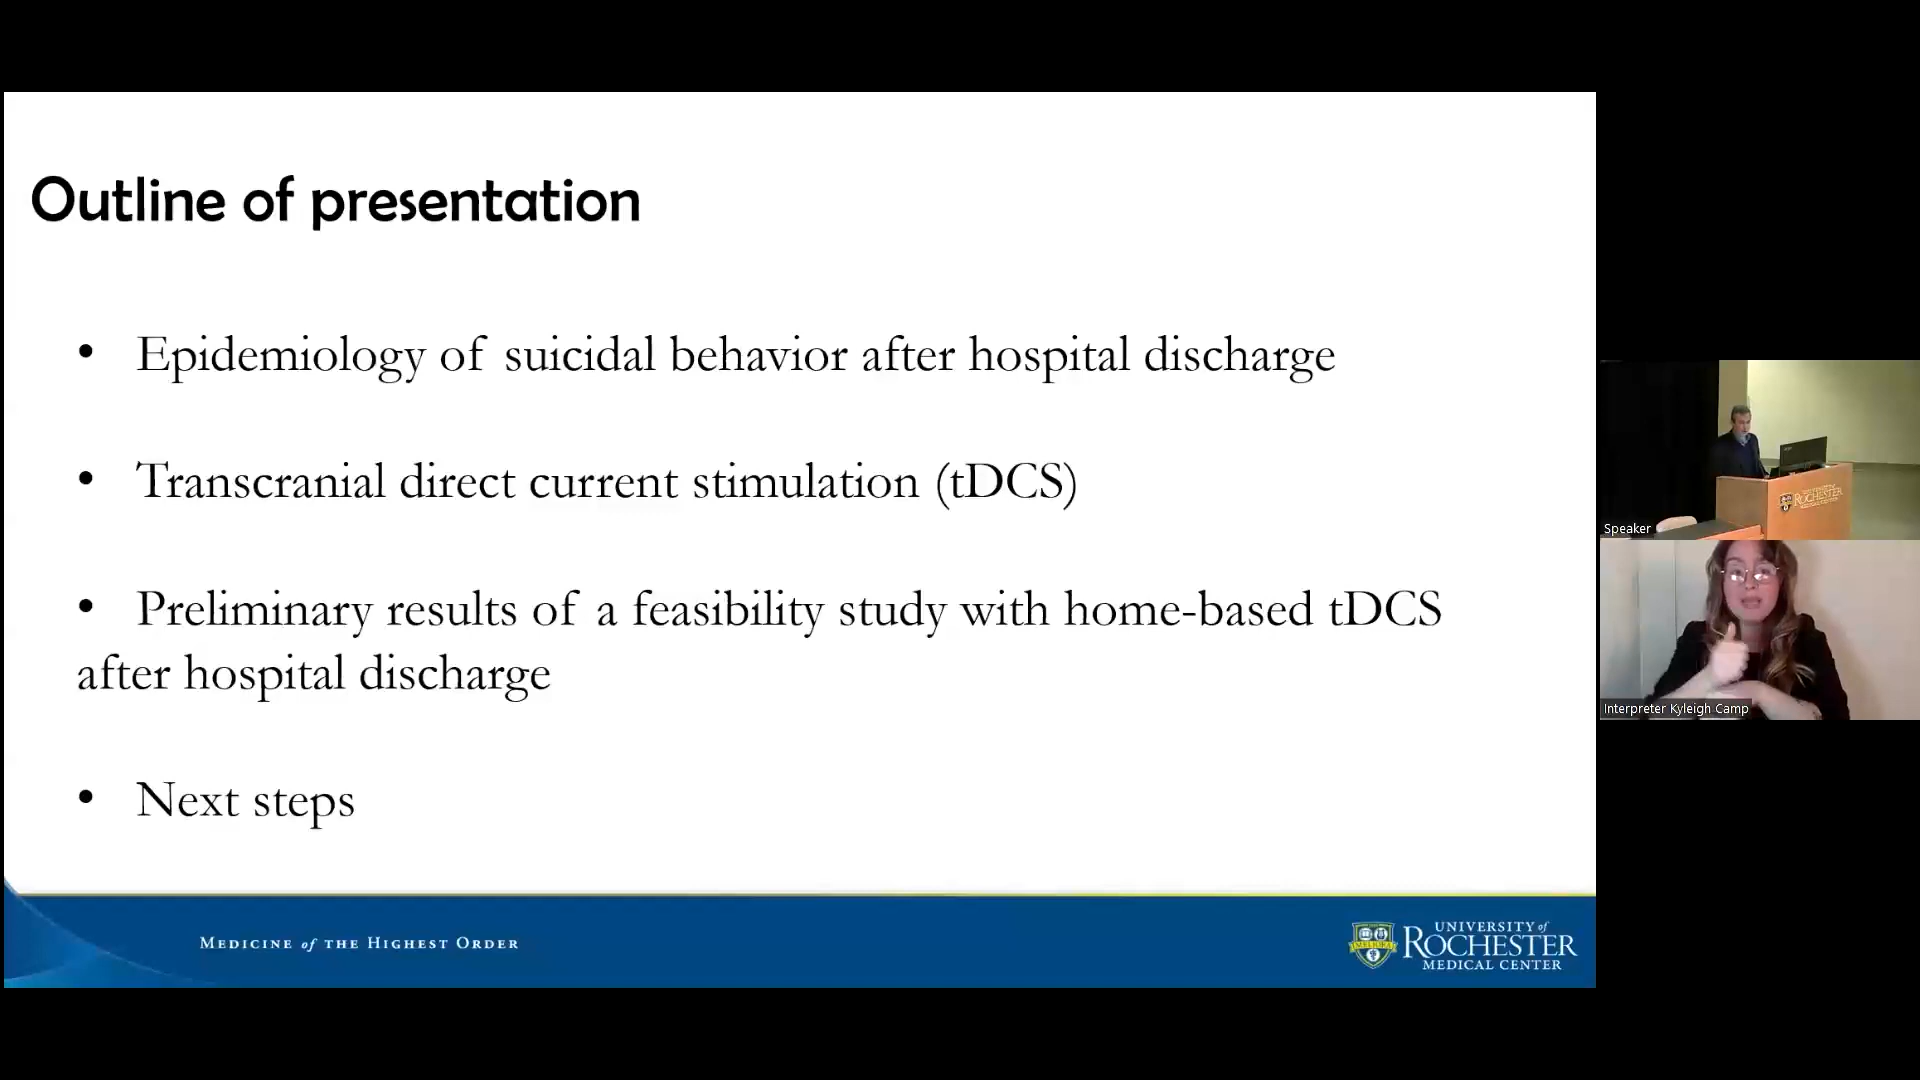 Outline of presentation
• Epidemiology of suicidal behavior after hospital discharge
• Transcranial direct current stimulation (tDCS)
• Preliminary results of a feasibility study with home-based tDCS
after hospital discharge
• Next steps
MEDICINE of THE HIGHEST ORDER
UNIVERSITY of
ROCHESTER
MEDICAL CENTER
MELIORA
ROCHESTER
Speaker
Interpreter Kyleigh Camp